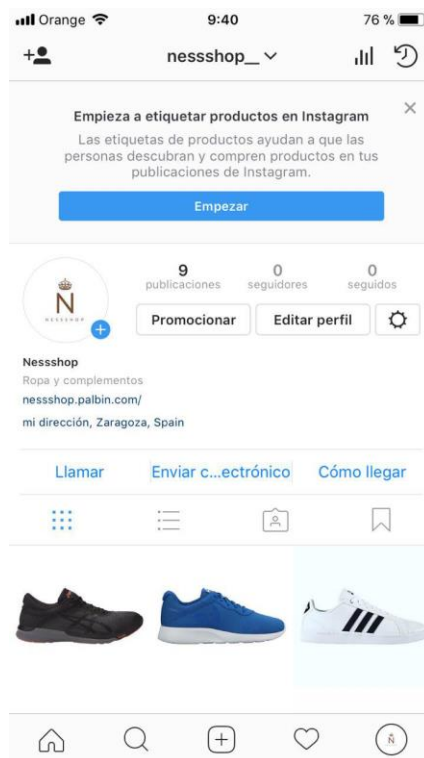 Orange 9:40 76 %
nessshop__
Empieza a etiquetar productos en Instagram
Las etiquetas de productos ayudan a que las
personas descubran y compren productos en tus
publicaciones de Instagram.
Empezar
9 0 0
publicaciones seguidores seguidos
N
NESSSHOP
Promocionar Editar perfil
Nessshop
Ropa y complementos
nessshop.palbin.com/
mi dirección, Zaragoza, Spain
Llamar Enviar c...ectrónico Cómo llegar